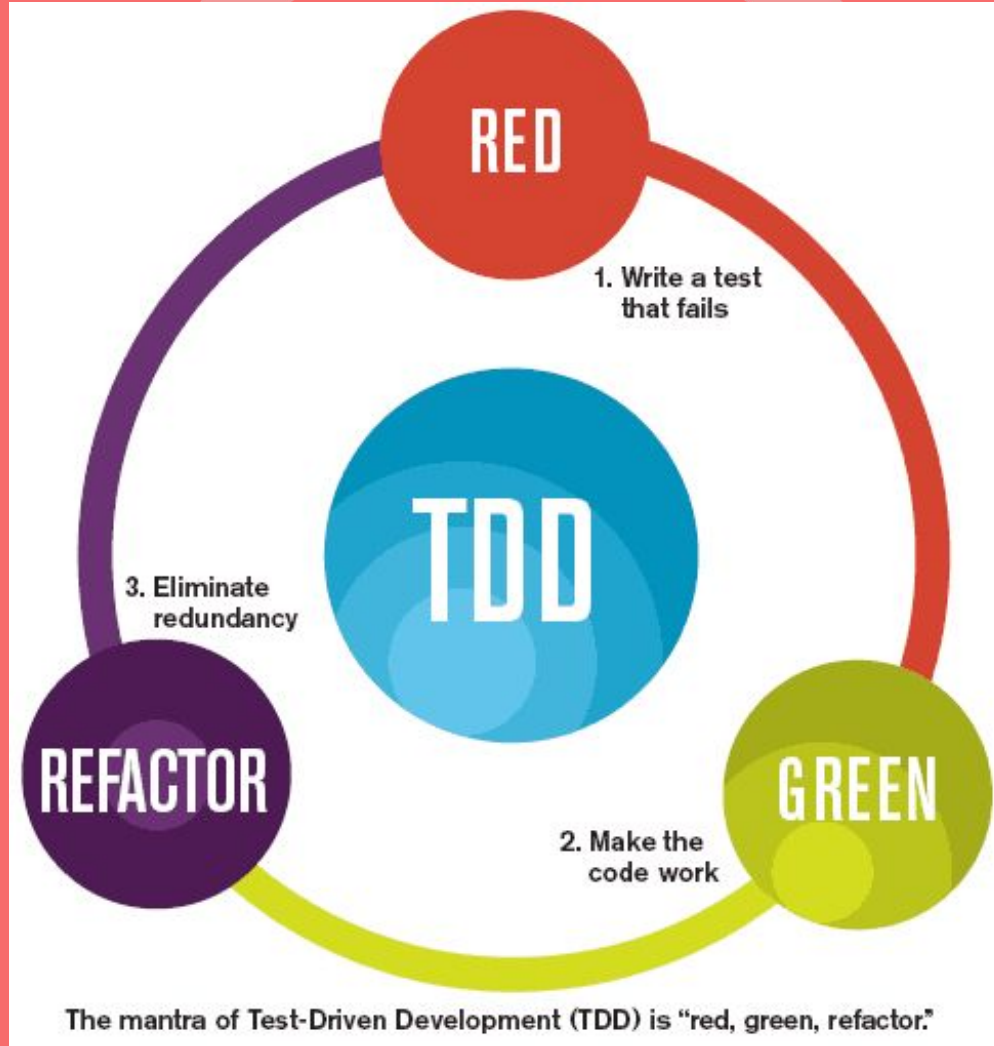 RED
1. Write a test
that fails
TDD
3. Eliminate
redundancy
REFACTOR
GREEN
2. Make the
code work
The mantra of Test-Driven Development (TDD) is “red, green, refactor.”